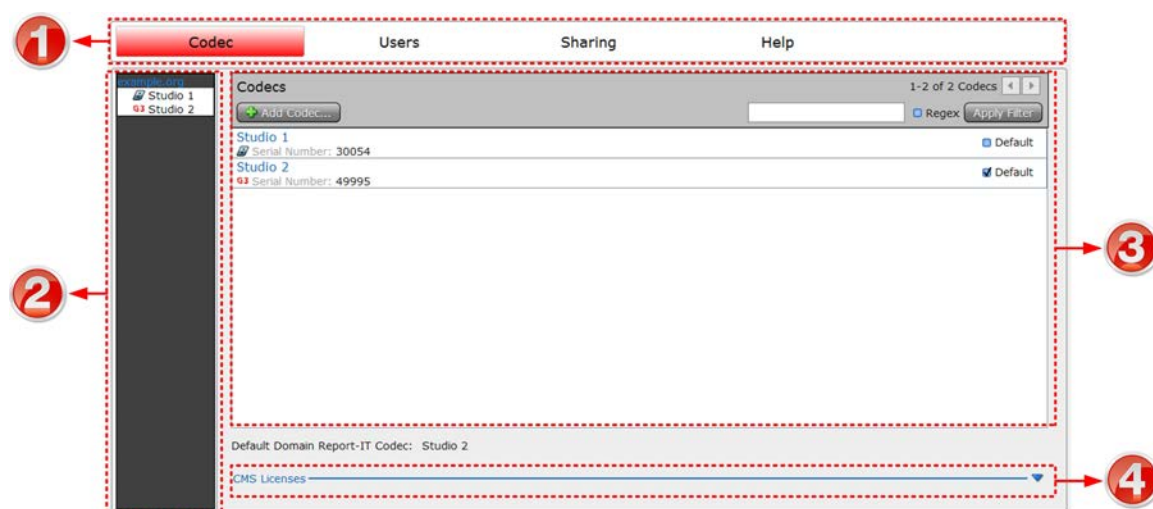 1
Codec Users Sharing Help
example.org
Studio 1
G3 Studio 2
2
Codecs 1-2 of 2 Codecs
Add Codec... Regex Apply Filter
Studio 1
Serial Number: 30054 Default
Studio 2
G3 Serial Number: 49995 Default
3
Default Domain Report-IT Codec: Studio 2
CMS Licenses
4